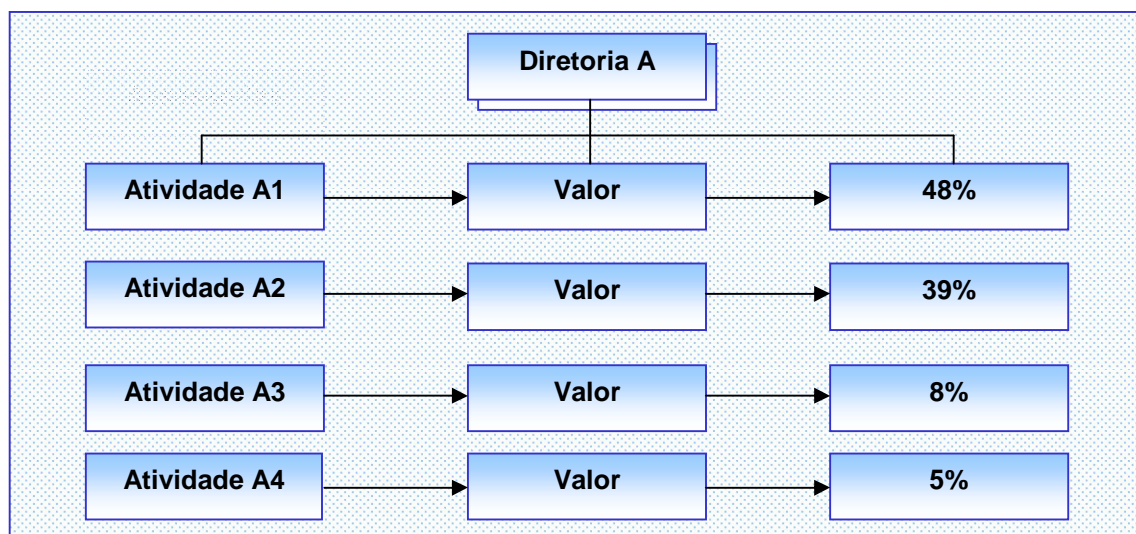 Diretoria A
Atividade A1 Valor 48%
Atividade A2 Valor 39%
Atividade A3 Valor 8%
Atividade A4 Valor 5%